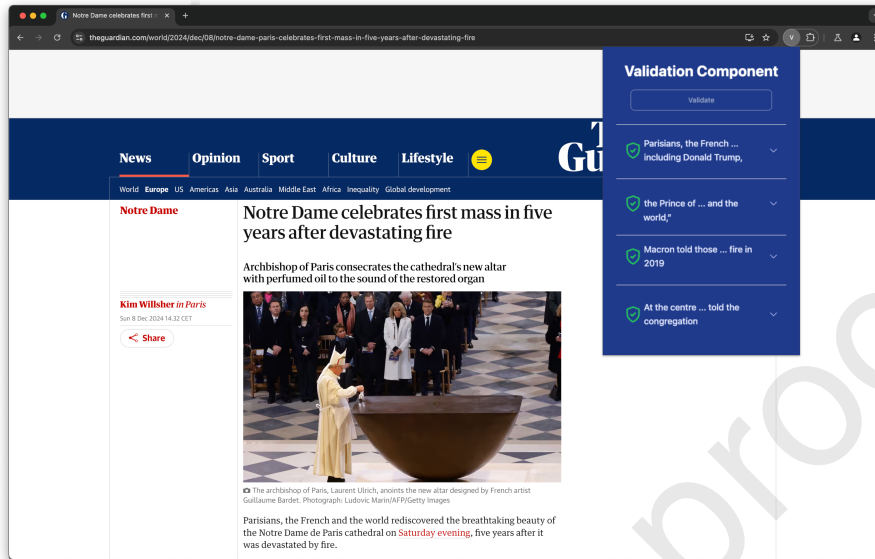 Notre Dame celebrates first
theguardian.com/world/2024/dec/08/notre-dame-paris-celebrates-first-mass-in-five-years-after-devastating-fire
Validation Component
Validate
Parisians, the French ...
including Donald Trump,
the Prince of ... and the
world,”
Macron told those ... fire in
2019
At the centre ... told the
congregation
News Opinion Sport Culture Lifestyle
World Europe US Americas Asia Australia Middle East Africa Inequality Global development
Notre Dame
Notre Dame celebrates first mass in five
years after devastating fire
Archbishop of Paris consecrates the cathedral’s new altar
with perfumed oil to the sound of the restored organ
Kim Willsher in Paris
Sun 8 Dec 2024 14.32 CET
Share
The archbishop of Paris, Laurent Ulrich, anoints the new altar designed by French artist
Guillaume Bardet. Photograph: Ludovic Marin/AFP/Getty Images
Parisians, the French and the world rediscovered the breathtaking beauty of
the Notre Dame de Paris cathedral on Saturday evening, five years after it
was devastated by fire.